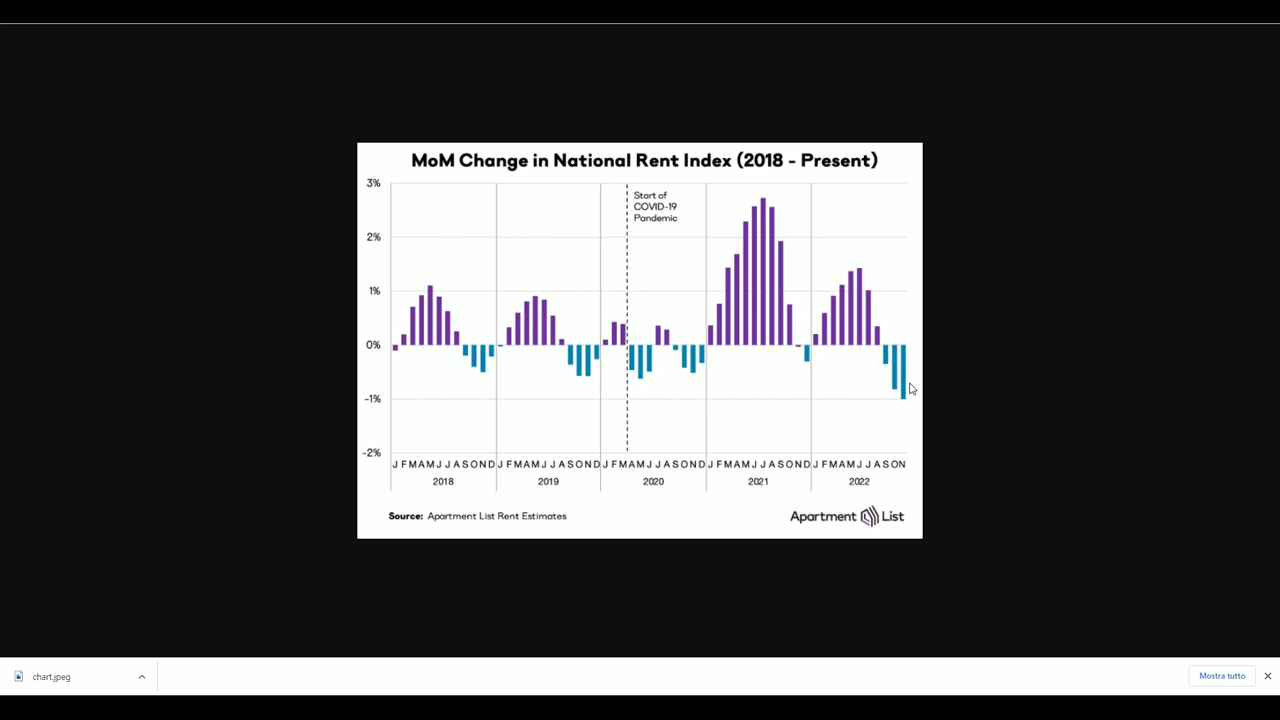 MoM Change in National Rent Index (2018 - Present)
3%
Start of
COVID-19
Pandemic
2%
1%
0%
-1%
-2%
J F M A M J J A S O N D J F M A M J J A S O N D J F M A M J J A S O N D J F M A M J J A S O N D J F M A M J J A S O N
2018 2019 2020 2021 2022
Source: Apartment List Rent Estimates
Apartment List
chart.jpeg
Mostra tutto